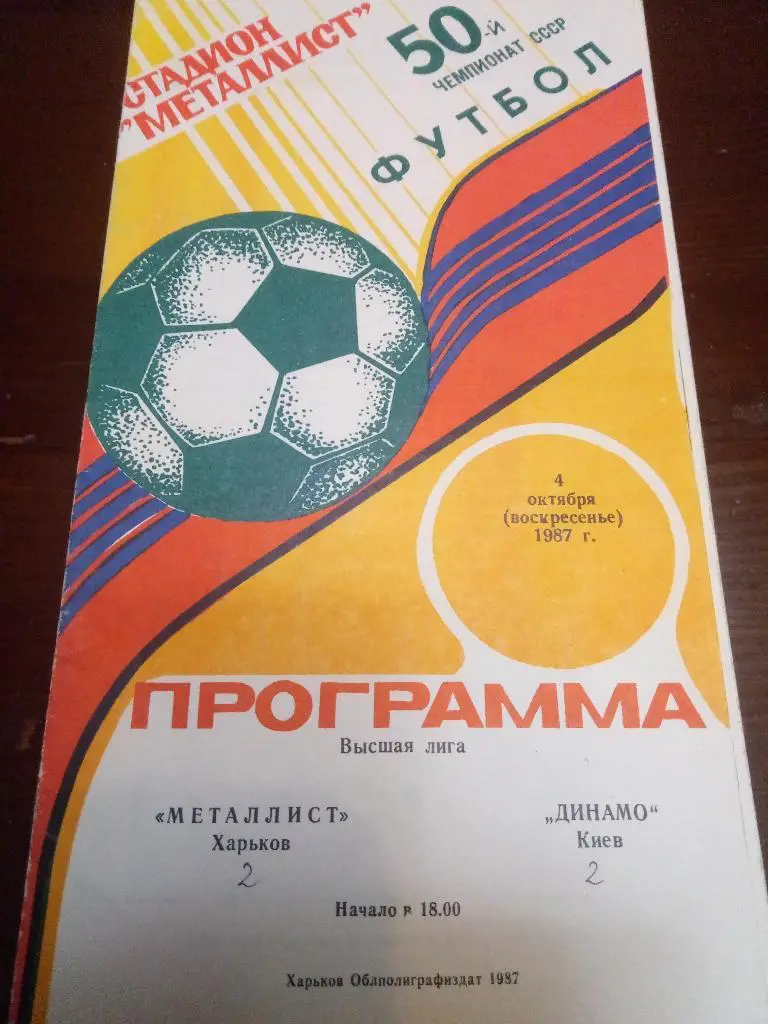 СТАДИОН
"МЕТАЛЛИСТ"
50-й
ЧЕМПИОНАТ СССР
ФУТБОЛ
4
октября
(воскресенье)
1987 г.
ПРОГРАММА
Высшая лига
«МЕТАЛЛИСТ» „ДИНАМО"
Харьков Киев
2 2
Начало в 18.00
Харьков Облполиграфиздат 1987